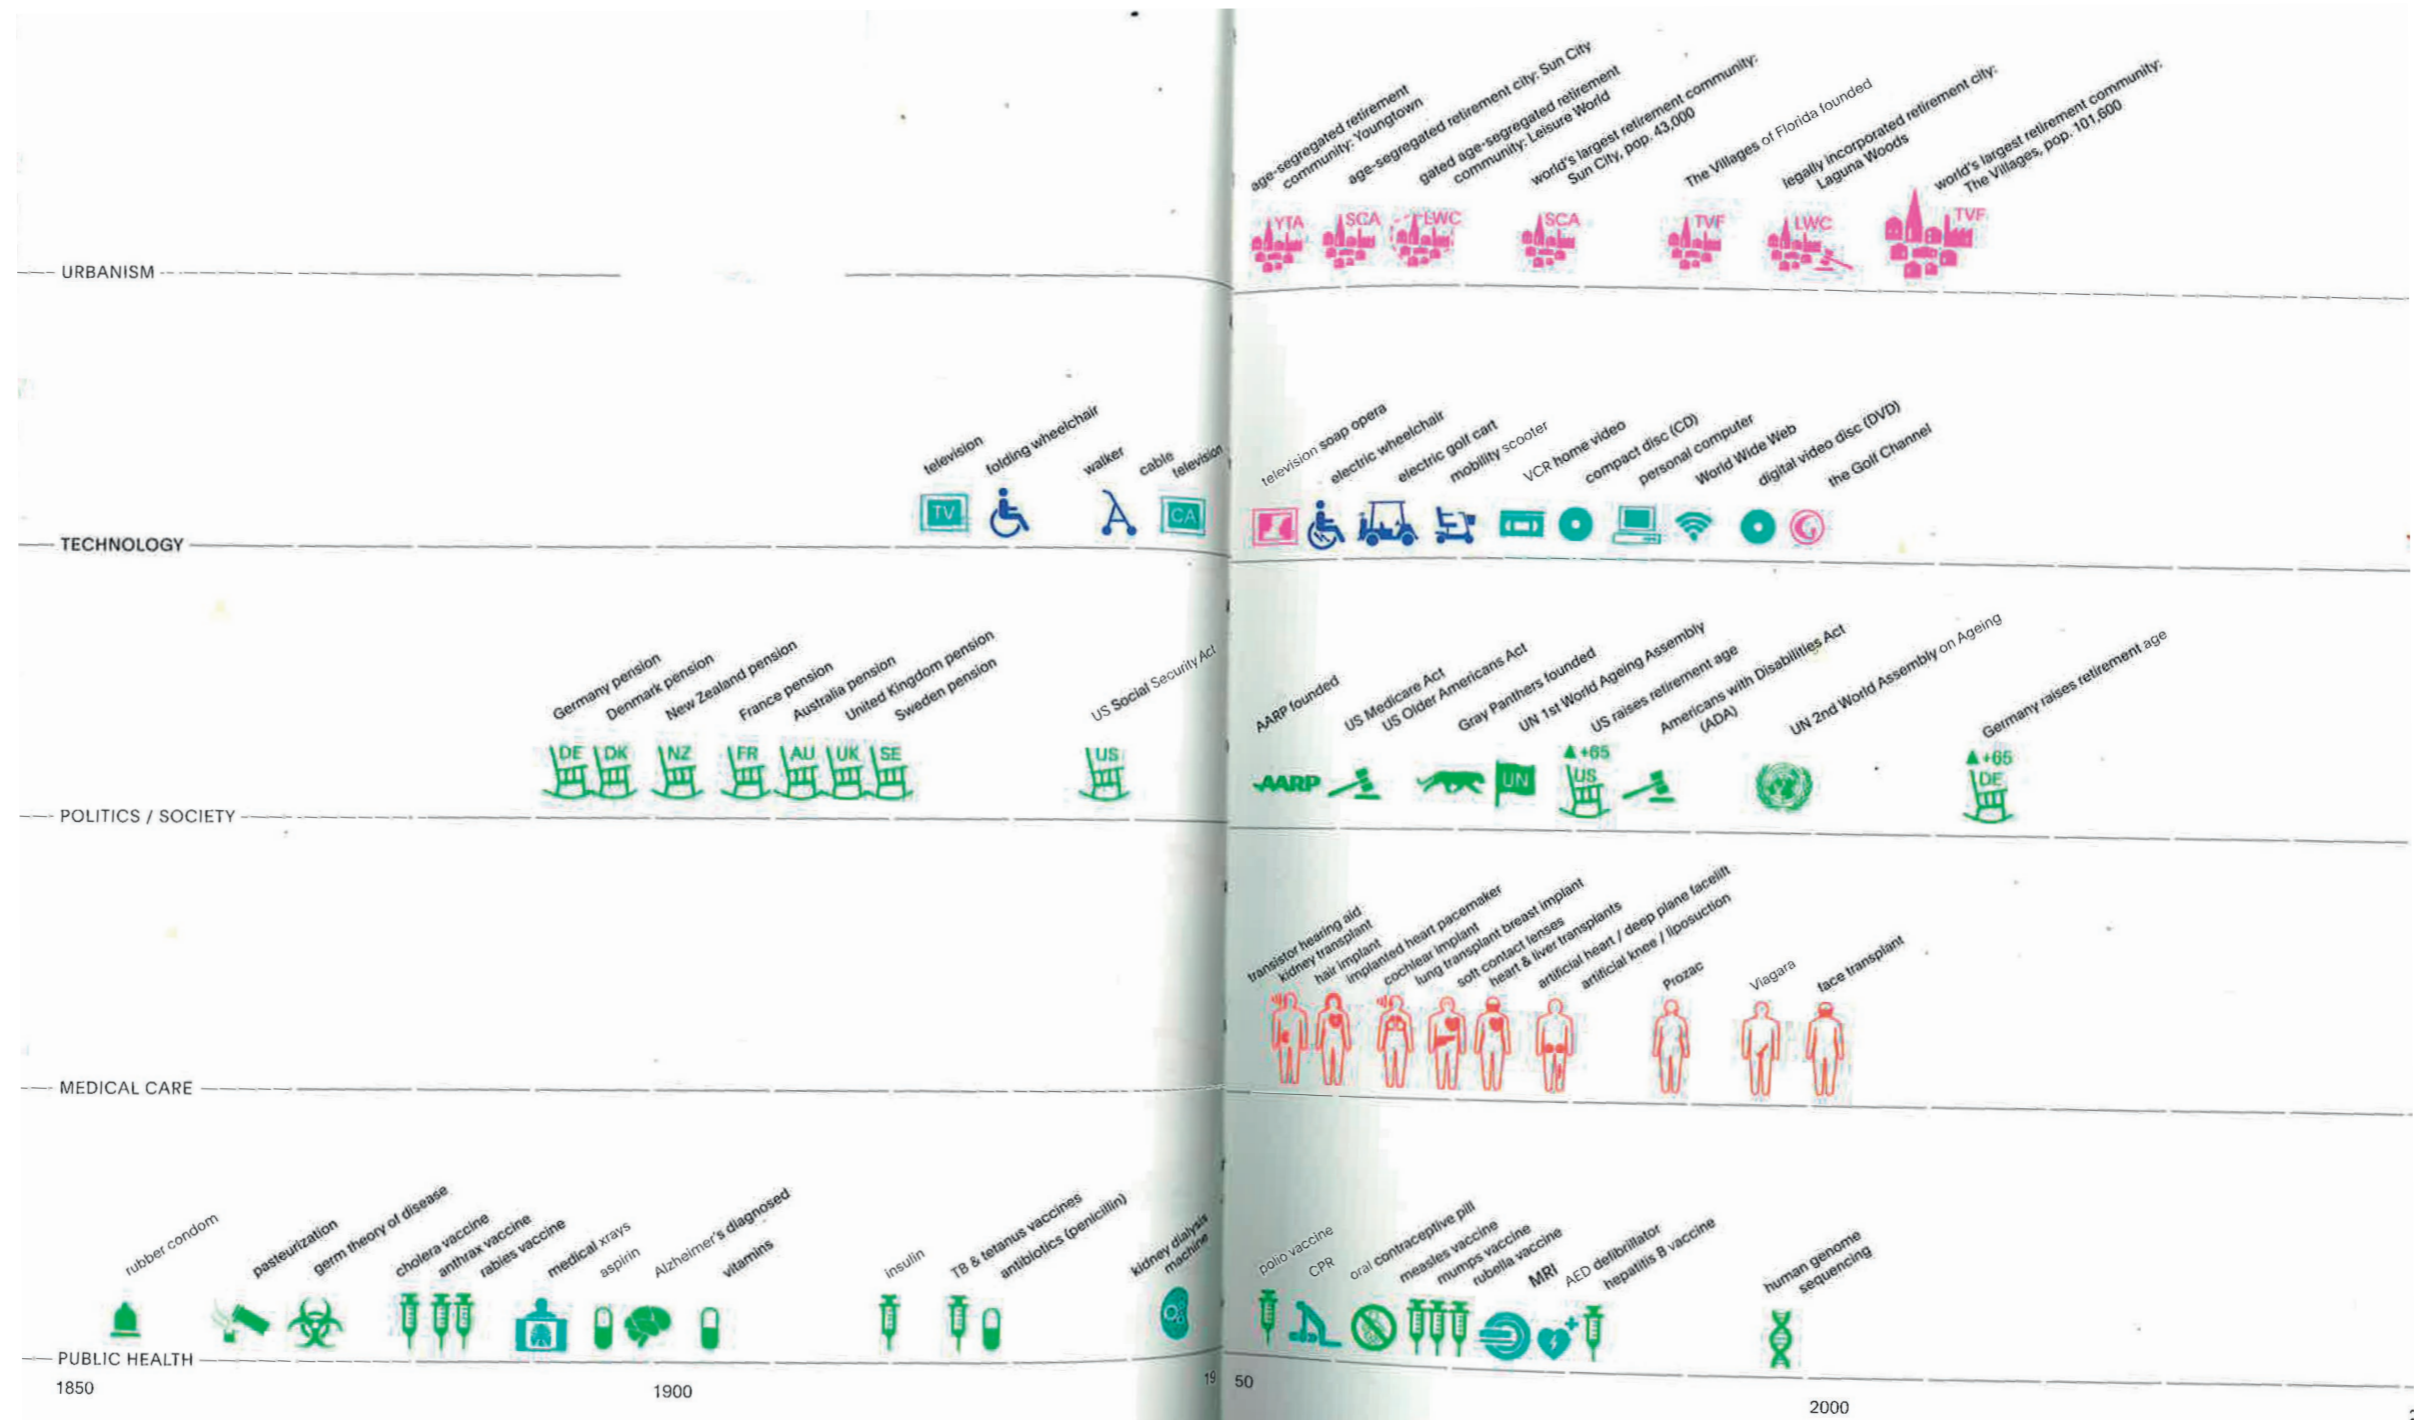 age-segregated retirement
community: Youngtown
age-segregated retirement city: Sun City
gated age-segregated retirement
community: Leisure World
world's largest retirement community:
Sun City, pop. 43,000
The Villages of Florida founded
legally incorporated retirement city:
Laguna Woods
world's largest retirement community:
The Villages, pop. 101,600
YTA
SCA
LWC
SCA
TVF
LWC
TVF
URBANISM
television
folding wheelchair
walker
cable
television
television soap opera
electric wheelchair
electric golf cart
mobility scooter
VCR home video
compact disc (CD)
personal computer
World Wide Web
digital video disc (DVD)
the Golf Channel
TV
CA
G
TECHNOLOGY
Germany pension
Denmark pension
New Zealand pension
France pension
Australia pension
United Kingdom pension
Sweden pension
US Social Security Act
AARP founded
US Medicare Act
US Older Americans Act
Gray Panthers founded
UN 1st World Ageing Assembly
US raises retirement age
Americans with Disabilities Act
(ADA)
UN 2nd World Assembly on Ageing
Germany raises retirement age
DE
DK
NZ
FR
AU
UK
SE
US
AARP
UN
▲+65
US
▲+65
DE
POLITICS / SOCIETY
transistor hearing aid
kidney transplant
hair implant
implanted heart pacemaker
cochlear implant
lung transplant breast implant
soft contact lenses
heart & liver transplants
artificial heart / deep plane facelift
artificial knee / liposuction
Prozac
Viagara
face transplant
MEDICAL CARE
rubber condom
pasteurization
germ theory of disease
cholera vaccine
anthrax vaccine
rabies vaccine
medical xrays
aspirin
Alzheimer's diagnosed
vitamins
insulin
TB & tetanus vaccines
antibiotics (penicillin)
kidney dialysis
machine
polio vaccine
CPR
oral contraceptive pill
measles vaccine
mumps vaccine
rubella vaccine
MRI
AED defibrillator
hepatitis B vaccine
human genome
sequencing
PUBLIC HEALTH
1850
1900
19 50
2000